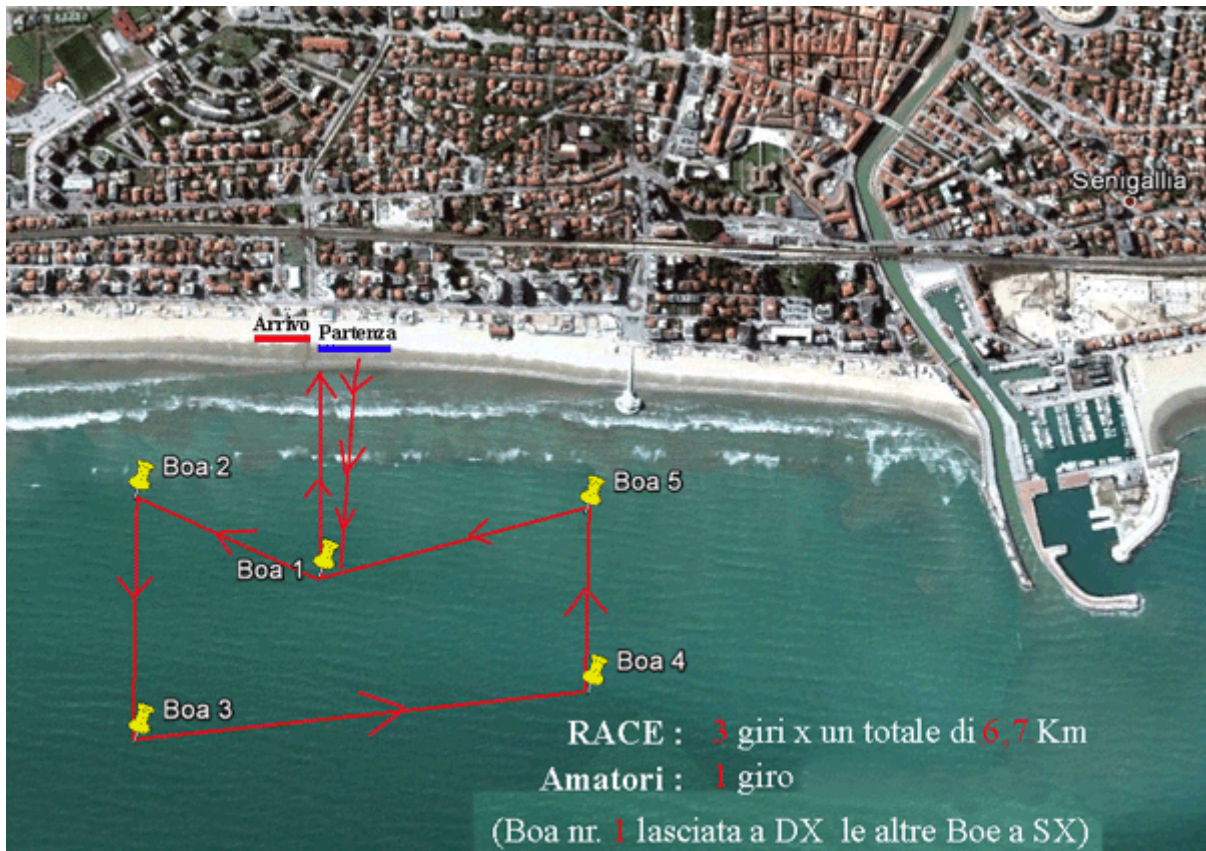 Senigallia
Arrivo
Partenza
Boa 2
Boa 5
Boa 1
Boa 4
Boa 3
RACE : 3 giri x un totale di 6,7 Km
Amatori : 1 giro
(Boa nr. 1 lasciata a DX le altre Boe a SX)